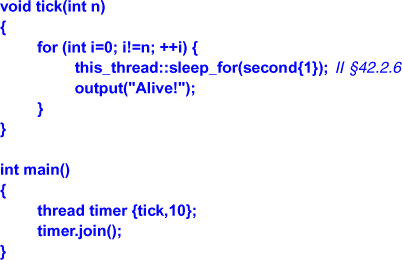 void tick(int n)
{
for (int i=0; i!=n; ++i) {
this_thread::sleep_for(second{1}); // §42.2.6
output("Alive!");
}
}
int main()
{
thread timer {tick,10};
timer.join();
}